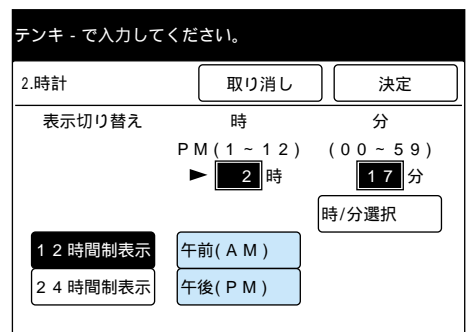 テンキ-で入力してください。
2.時計 取り消し 決定
表示切り替え 時 分
PM(1~12) (00~59)
►2時 17分
時/分選択
12時間制表示 午前(AM)
24時間制表示 午後(PM)